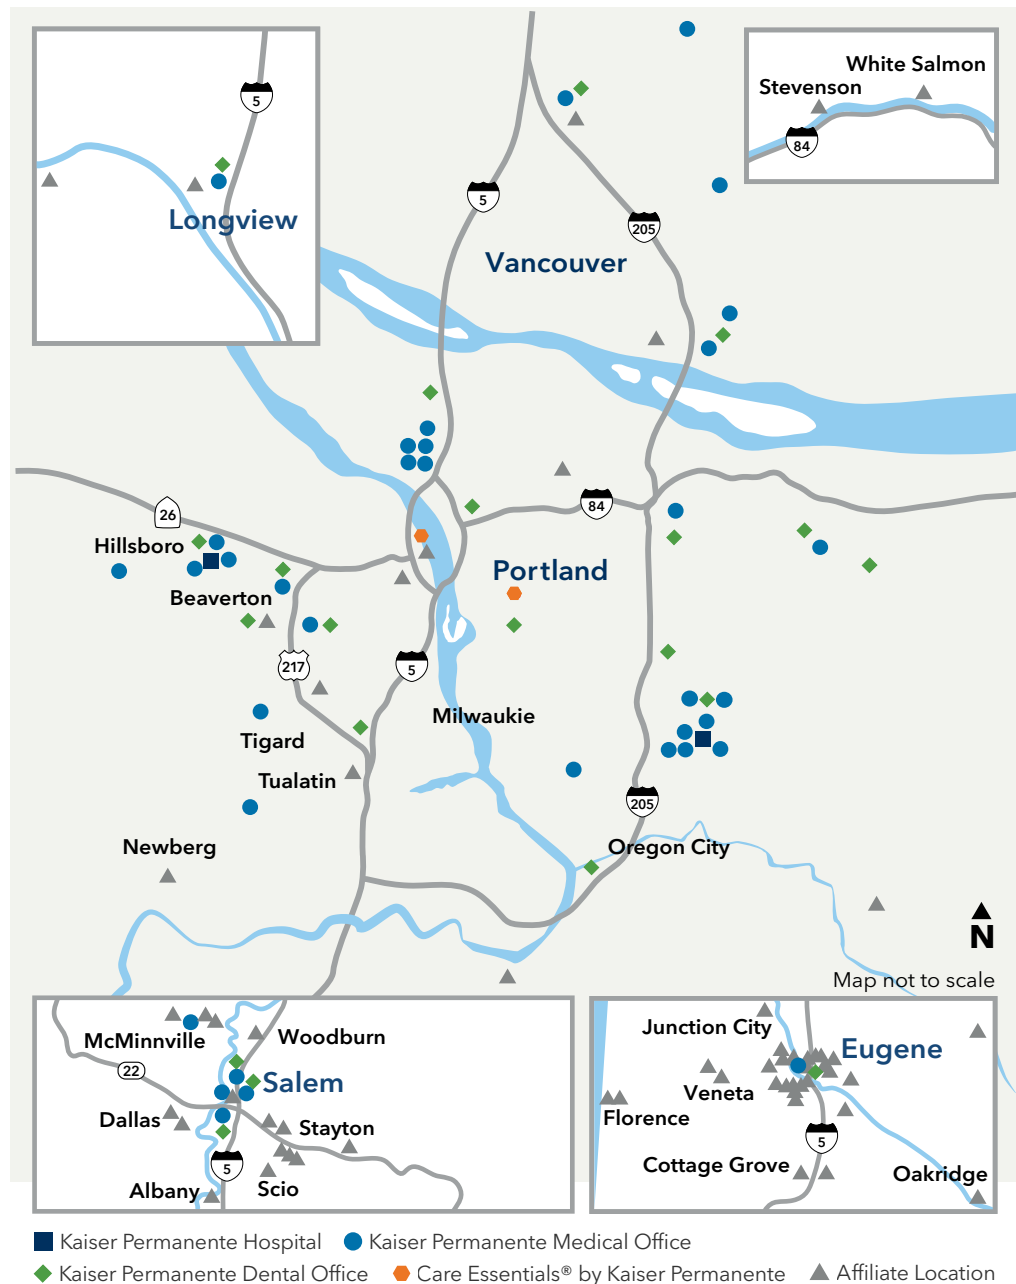 5
White Salmon
Stevenson
84
Longview
5
205
Vancouver
26
84
Hillsboro
Portland
Beaverton
217
5
Milwaukie
Tigard
Tualatin
205
Newberg
Oregon City
N
Map not to scale
McMinnville
Woodburn
22
Salem
Dallas
Stayton
5
Albany
Scio
Junction City
Eugene
Veneta
Florence
5
Cottage Grove
Oakridge
Kaiser Permanente Hospital
Kaiser Permanente Medical Office
Kaiser Permanente Dental Office
Care Essentials® by Kaiser Permanente
Affiliate Location